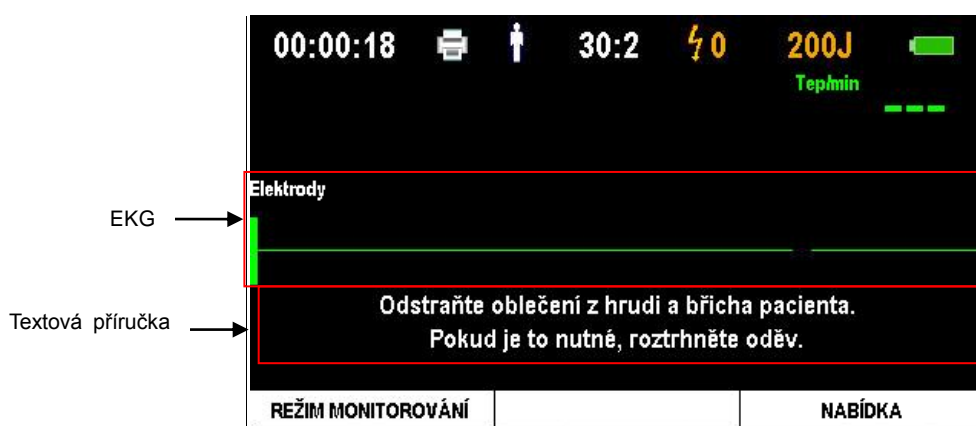 00:00:18 30:2 0 200J
Tep/min
---
Elektrody
EKG
Odstraňte oblečení z hrudi a břicha pacienta.
Textová příručka
Pokud je to nutné, roztrhněte oděv.
REŽIM MONITOROVÁNÍ NABÍDKA